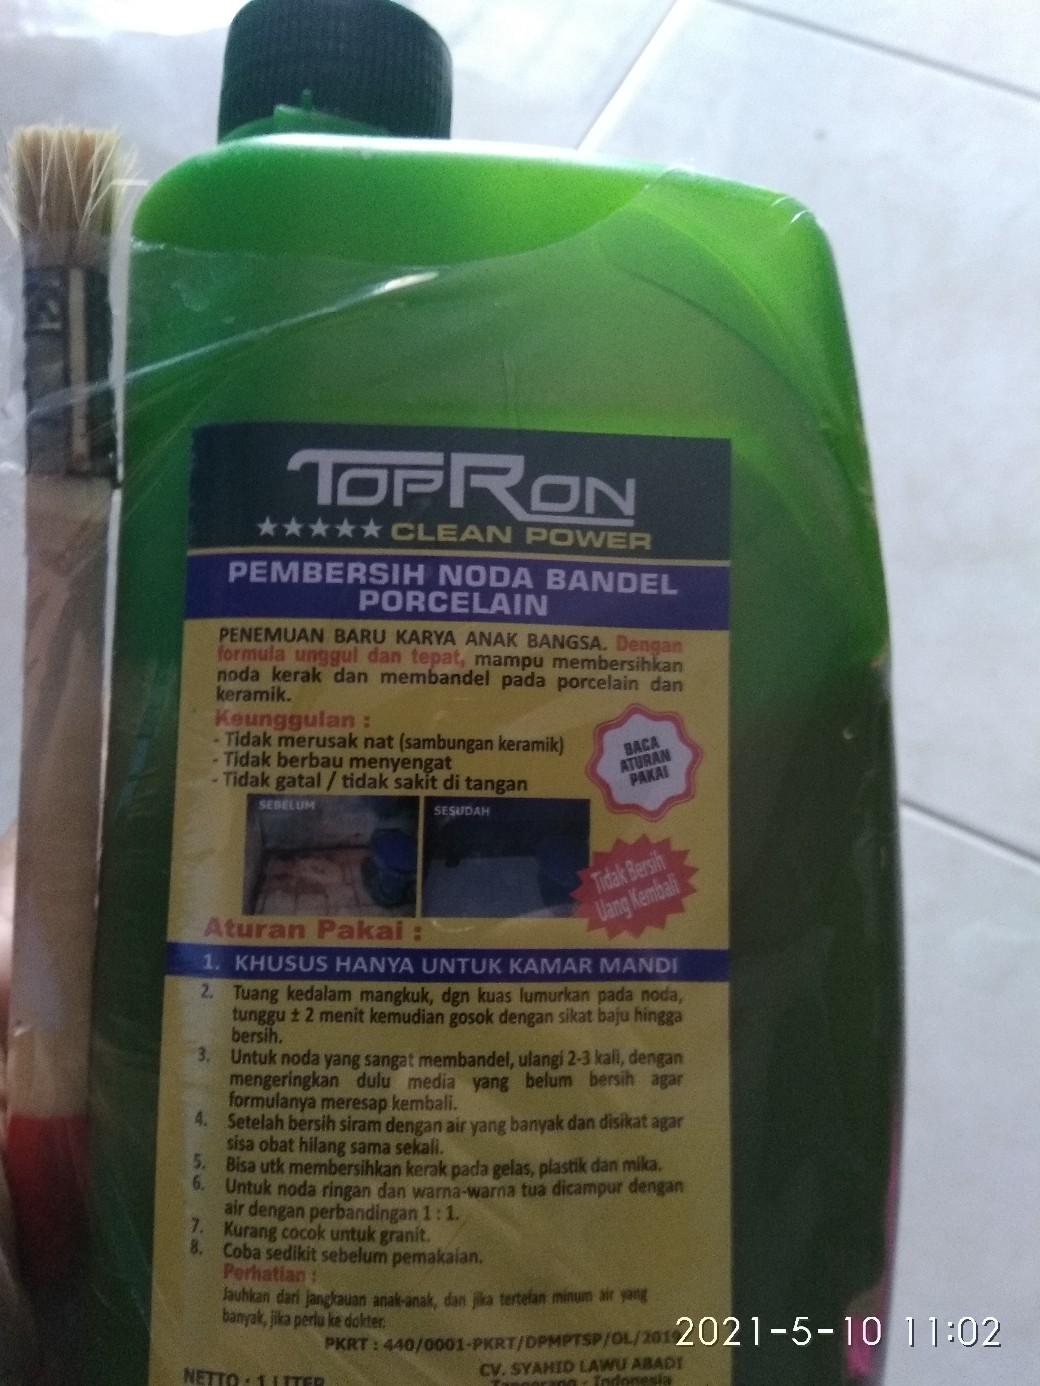 TOPRON
★★★★★ CLEAN POWER
PEMBERSIH NODA BANDEL
PORCELAIN
PENEMUAN BARU KARYA ANAK BANGSA. Dengan
formula unggul dan tepat, mampu membersihkan
noda kerak dan membandel pada porcelain dan
keramik.
Keunggulan :
- Tidak merusak nat (sambungan keramik)
- Tidak berbau menyengat
- Tidak gatal / tidak sakit di tangan
BACA
ATURAN
PAKAI
SEBELUM
SESUDAH
Tidak Bersih
Uang Kembali
Aturan Pakai :
1. KHUSUS HANYA UNTUK KAMAR MANDI
2. Tuang kedalam mangkuk, dgn kuas lumurkan pada noda,
tunggu ± 2 menit kemudian gosok dengan sikat baju hingga
bersih.
3. Untuk noda yang sangat membandel, ulangi 2-3 kali, dengan
mengeringkan dulu media yang belum bersih agar
formulanya meresap kembali.
4. Setelah bersih siram dengan air yang banyak dan disikat agar
sisa obat hilang sama sekali.
5. Bisa utk membersihkan kerak pada gelas, plastik dan mika.
6. Untuk noda ringan dan warna-warna tua dicampur dengan
air dengan perbandingan 1 : 1.
7. Kurang cocok untuk granit.
8. Coba sedikit sebelum pemakaian.
Perhatian :
Jauhkan dari jangkauan anak-anak, dan jika tertelan minum air yang
banyak, jika perlu ke dokter.
PKRT : 440/0001-PKRT/DPMPTSP/OL/201
2021-5-10 11:02
CV. SYAHID LAWU ABADI
Tangerang - Indonesia
NETTO : 1 LITER